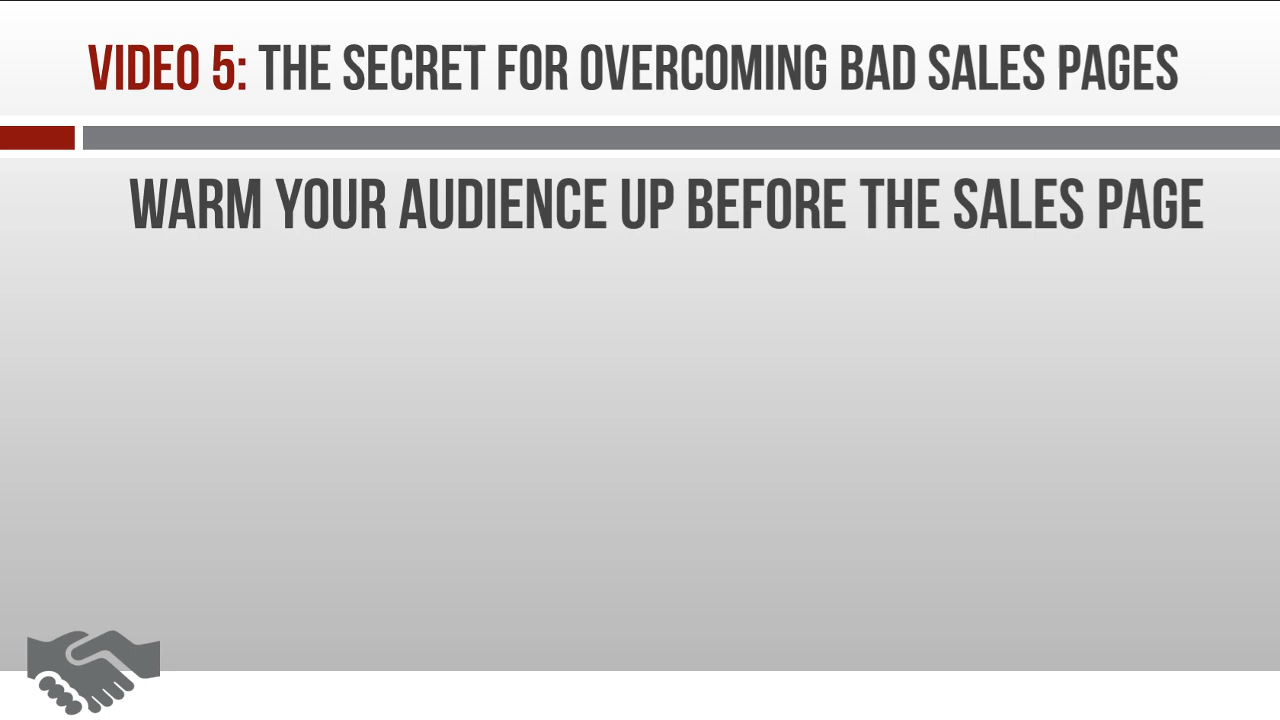 VIDEO 5: THE SECRET FOR OVERCOMING BAD SALES PAGES
WARM YOUR AUDIENCE UP BEFORE THE SALES PAGE